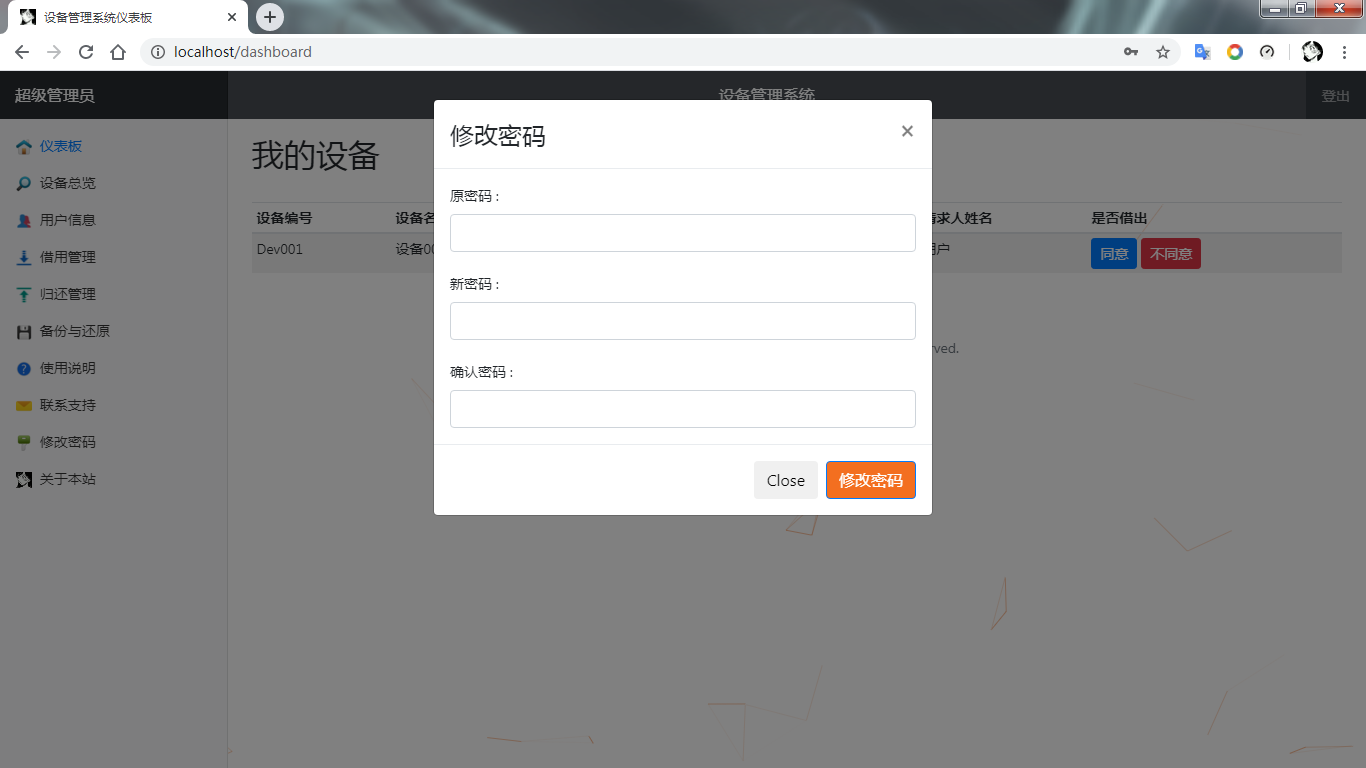 设备管理系统仪表板
localhost/dashboard
超级管理员
设备管理系统
登出
仪表板
设备总览
用户信息
借用管理
归还管理
备份与还原
使用说明
联系支持
修改密码
关于本站
我的设备
设备编号 设备名 求人姓名 是否借出
Dev001 设备00 户 同意 不同意
rved.
修改密码
×
原密码 :
新密码 :
确认密码 :
Close 修改密码